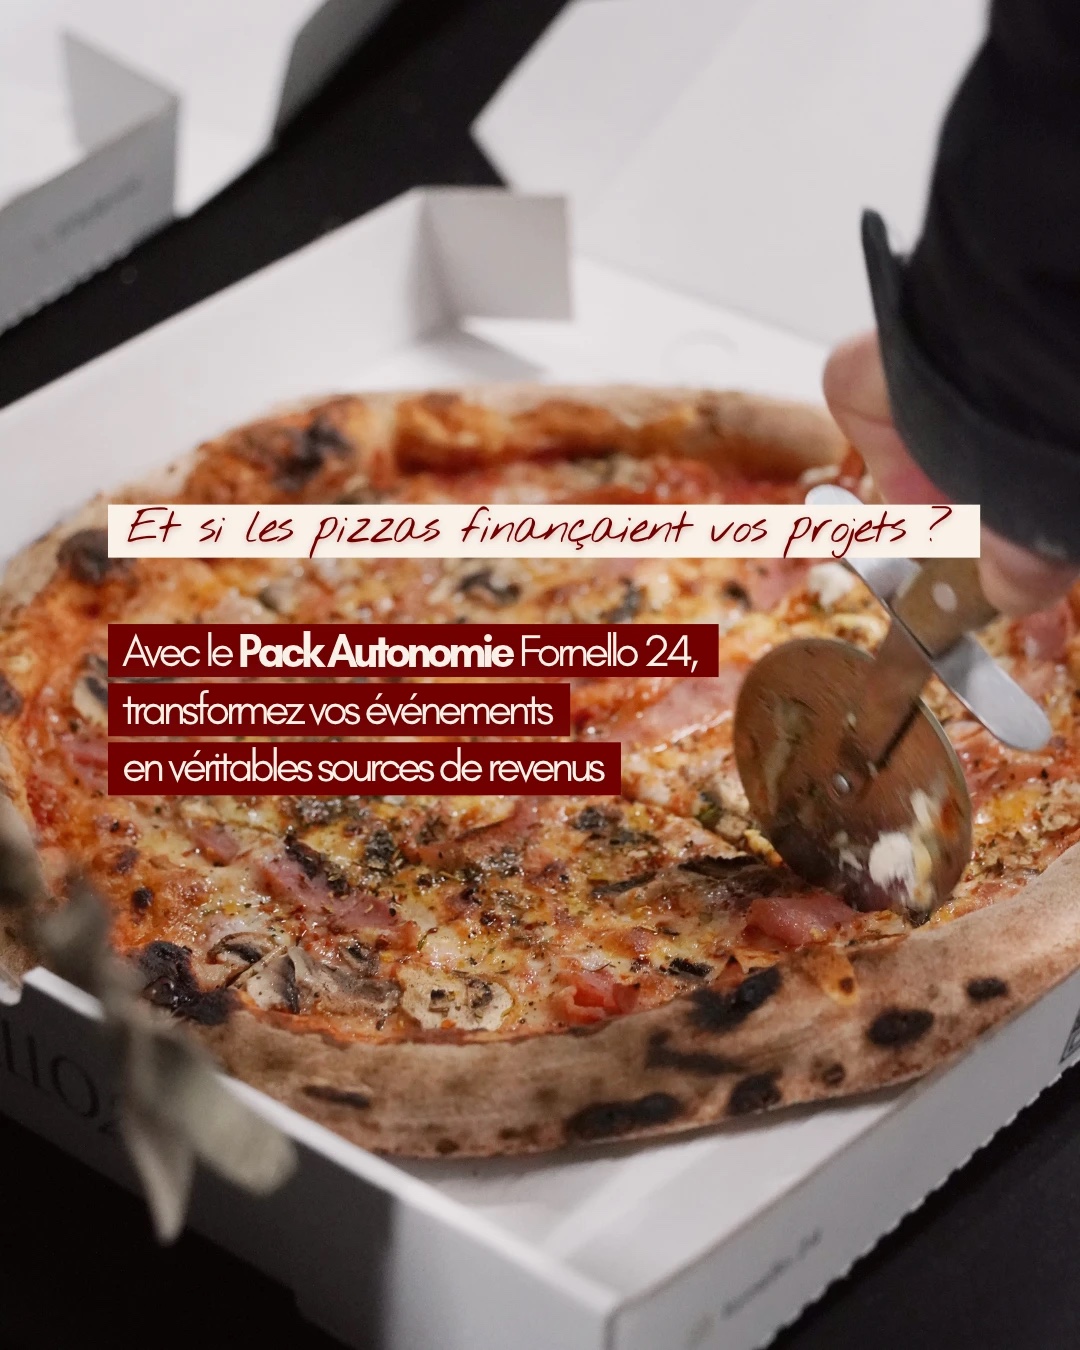 Et si les pizzas finançaient vos projets ?
Avec le Pack Autonomie Fornello 24,
transformez vos événements
en véritables sources de revenus